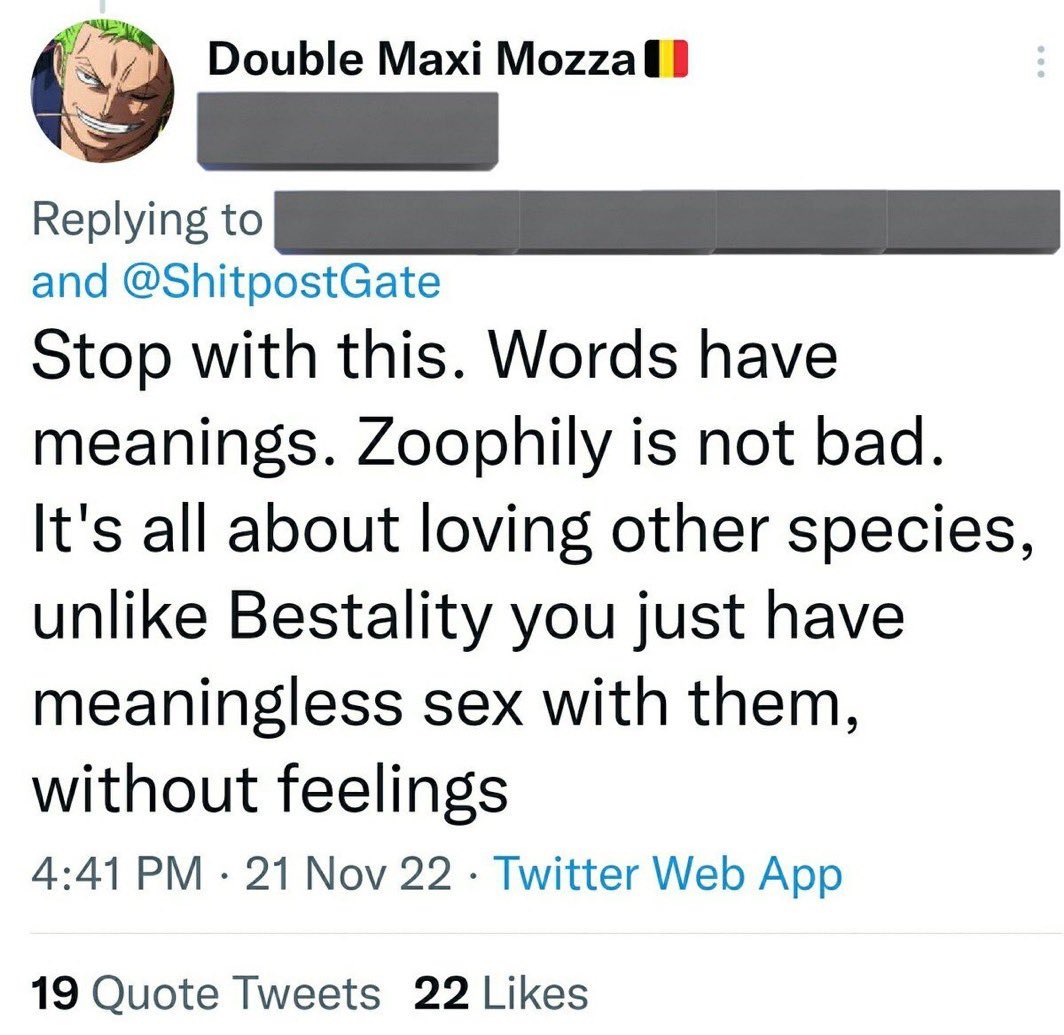 Double Maxi Mozza
Replying to
and @ShitpostGate
Stop with this. Words have
meanings. Zoophily is not bad.
It's all about loving other species,
unlike Bestality you just have
meaningless sex with them,
without feelings
4:41 PM · 21 Nov 22 · Twitter Web App
19 Quote Tweets 22 Likes